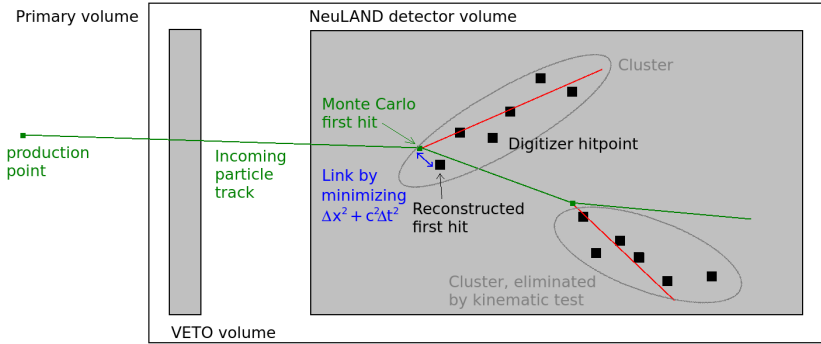 Primary volume
NeuLAND detector volume
Cluster
Monte Carlo
first hit
Digitizer hitpoint
production
point
Incoming
particle
track
Link by
minimizing
Δx² + c²Δt²
Reconstructed
first hit
Cluster, eliminated
by kinematic test
VETO volume